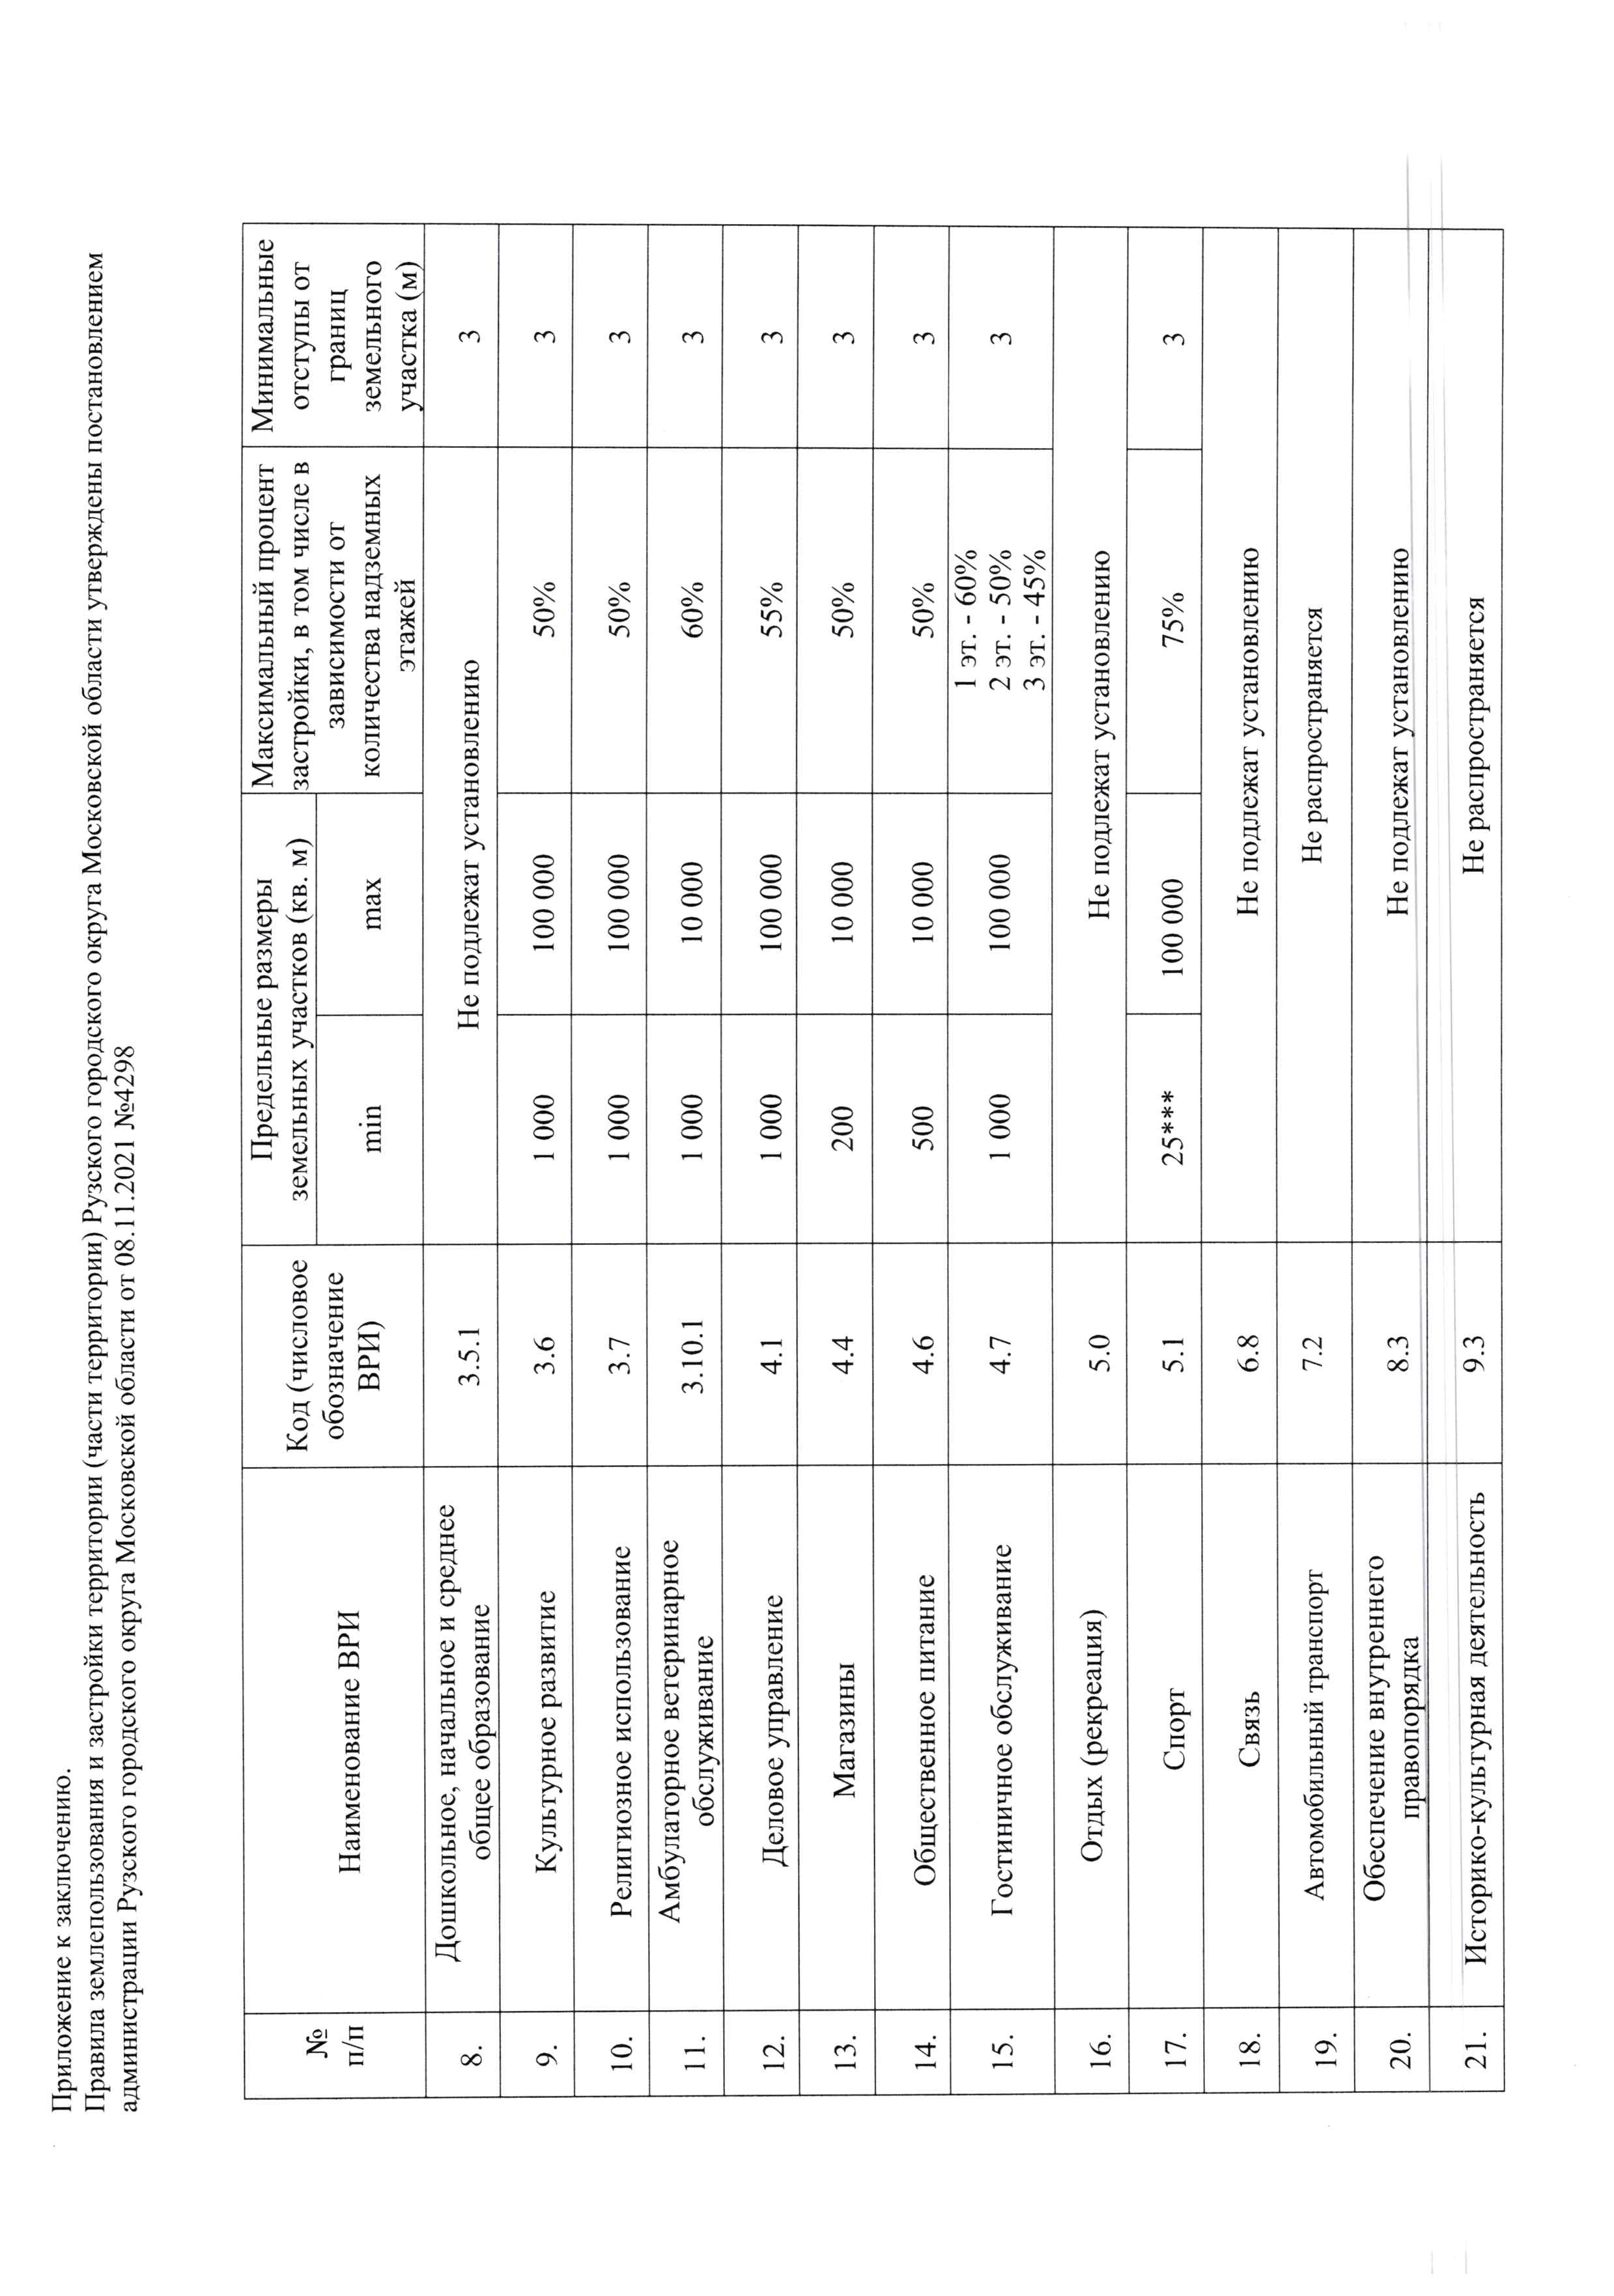 Приложение к заключению.
Правила землепользования и застройки территории (части территории) Рузского городского округа Московской области утверждены постановлением
администрации Рузского городского округа Московской области от 08.11.2021 №4298
№
п/п
Наименование ВРИ
Код (числовое
обозначение
ВРИ)
Предельные размеры
земельных участков (кв. м)
min
max
Максимальный процент
застройки, в том числе в
зависимости от
количества надземных
этажей
Минимальные
отступы от
границ
земельного
участка (м)
8.
Дошкольное, начальное и среднее
общее образование
3.5.1
Не подлежат установлению
3
9.
Культурное развитие
3.6
1 000
100 000
50%
3
10.
Религиозное использование
3.7
1 000
100 000
50%
3
11.
Амбулаторное ветеринарное
обслуживание
3.10.1
1 000
10 000
60%
3
12.
Деловое управление
4.1
1 000
100 000
55%
3
13.
Магазины
4.4
200
10 000
50%
3
14.
Общественное питание
4.6
500
10 000
50%
3
15.
Гостиничное обслуживание
4.7
1 000
100 000
1 эт. - 60%
2 эт. - 50%
3 эт. - 45%
3
16.
Отдых (рекреация)
5.0
Не подлежат установлению
17.
Спорт
5.1
25****
100 000
75%
3
18.
Связь
6.8
Не подлежат установлению
19.
Автомобильный транспорт
7.2
Не распространяется
20.
Обеспечение внутреннего
правопорядка
8.3
Не подлежат установлению
21.
Историко-культурная деятельность
9.3
Не распространяется